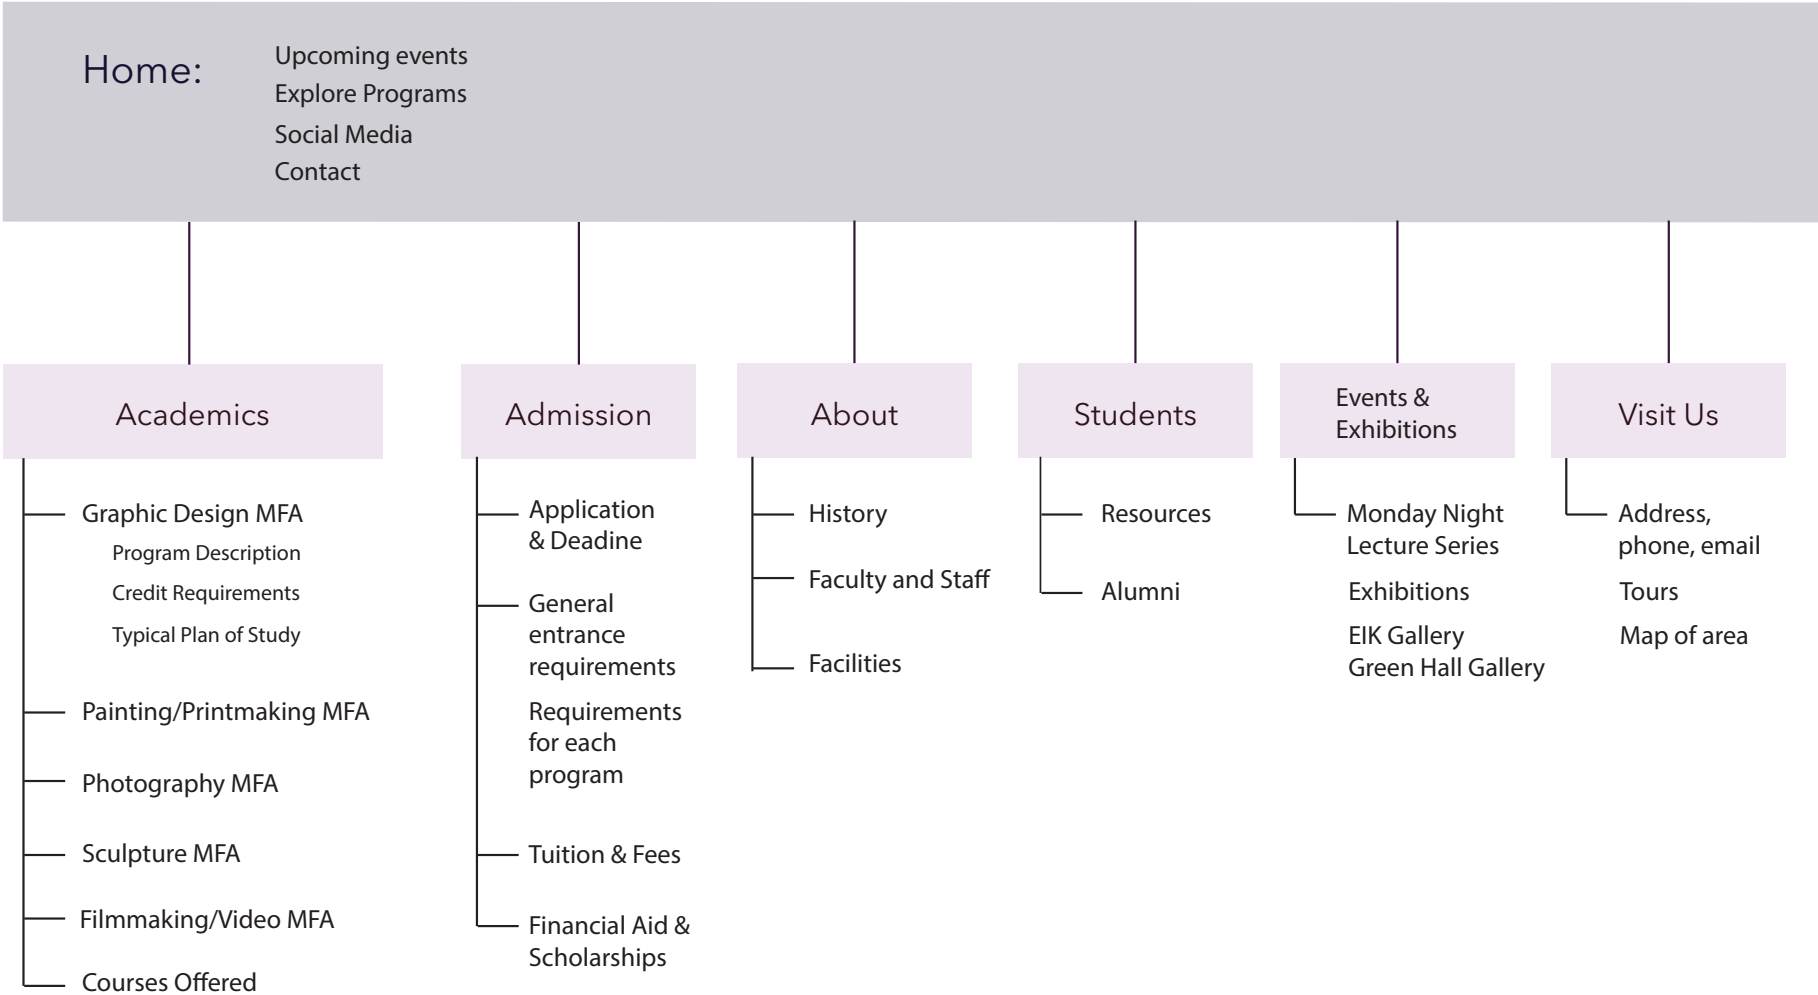 Home:
Upcoming events
Explore Programs
Social Media
Contact
Academics
Graphic Design MFA
Program Description
Credit Requirements
Typical Plan of Study
Painting/Printmaking MFA
Photography MFA
Sculpture MFA
Filmmaking/Video MFA
Courses Offered
Admission
Application
& Deadine
General
entrance
requirements
Requirements
for each
program
Tuition & Fees
Financial Aid &
Scholarships
About
History
Faculty and Staff
Facilities
Students
Resources
Alumni
Events &
Exhibitions
Monday Night
Lecture Series
Exhibitions
EIK Gallery
Green Hall Gallery
Visit Us
Address,
phone, email
Tours
Map of area